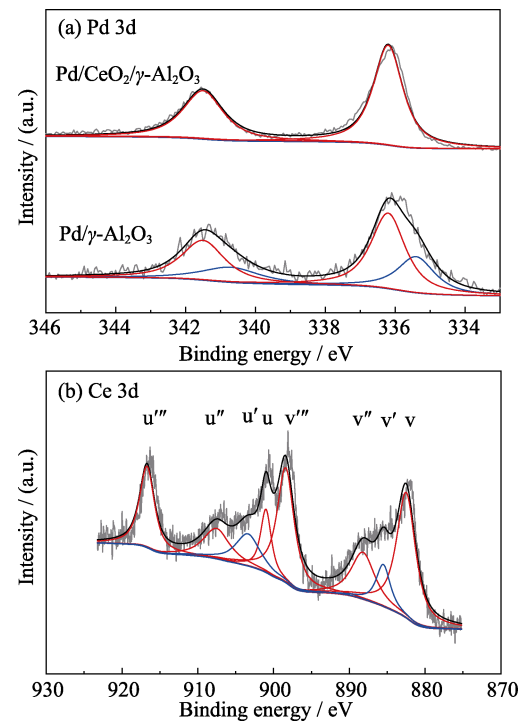 (a) Pd 3d
Pd/CeO₂/γ-Al₂O₃
Pd/γ-Al₂O₃
Intensity / (a.u.)
346 344 342 340 338 336 334
Binding energy / eV
(b) Ce 3d
u‴ u″ u′ u v‴ v″ v′ v
Intensity / (a.u.)
930 920 910 900 890 880 870
Binding energy / eV